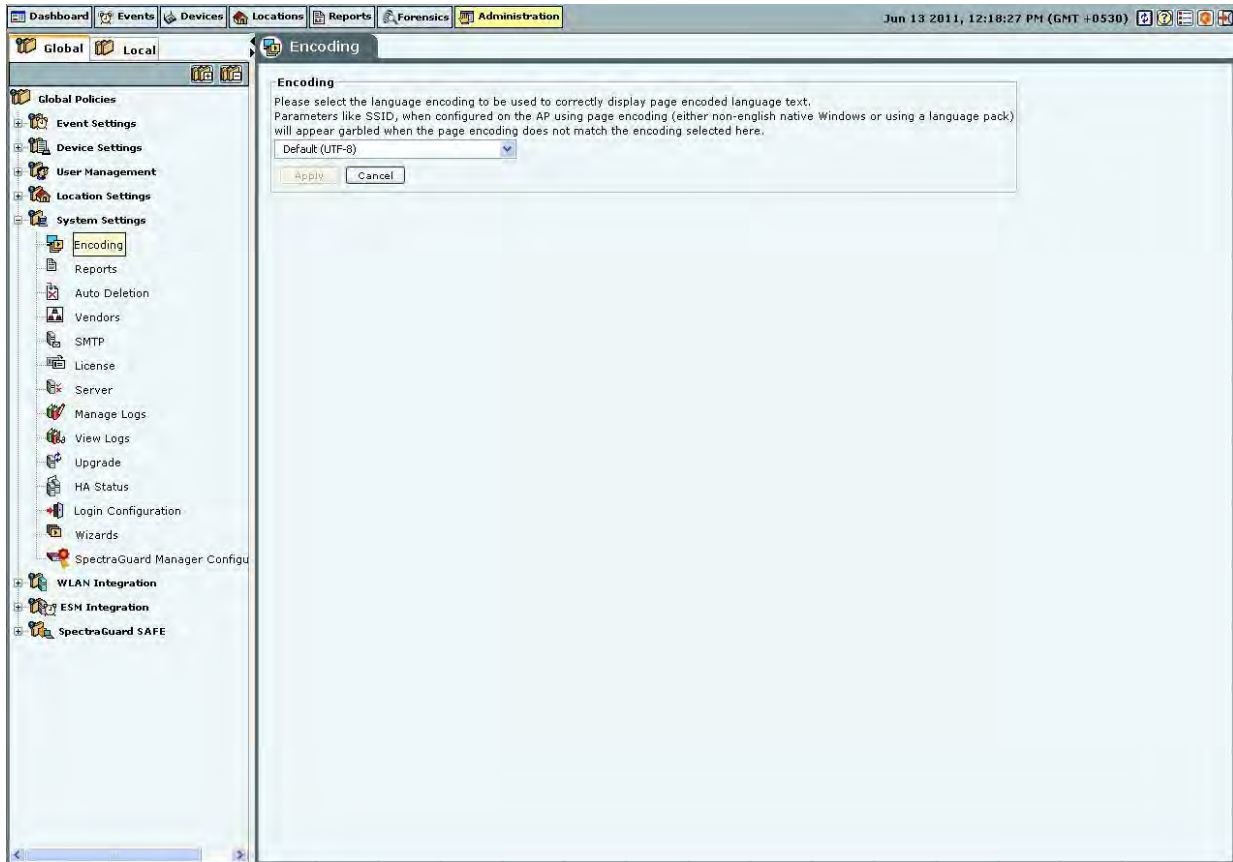 Dashboard Events Devices Locations Reports Forensics Administration Jun 13 2011, 12:18:27 PM (GMT +0530)
Global Local
Encoding
Global Policies
Event Settings
Device Settings
User Management
Location Settings
System Settings
Encoding
Reports
Auto Deletion
Vendors
SMTP
License
Server
Manage Logs
View Logs
Upgrade
HA Status
Login Configuration
Wizards
SpectraGuard Manager Configu
WLAN Integration
ESM Integration
SpectraGuard SAFE
Encoding
Please select the language encoding to be used to correctly display page encoded language text.
Parameters like SSID, when configured on the AP using page encoding (either non-english native Windows or using a language pack)
will appear garbled when the page encoding does not match the encoding selected here.
Default (UTF-8)
Apply Cancel